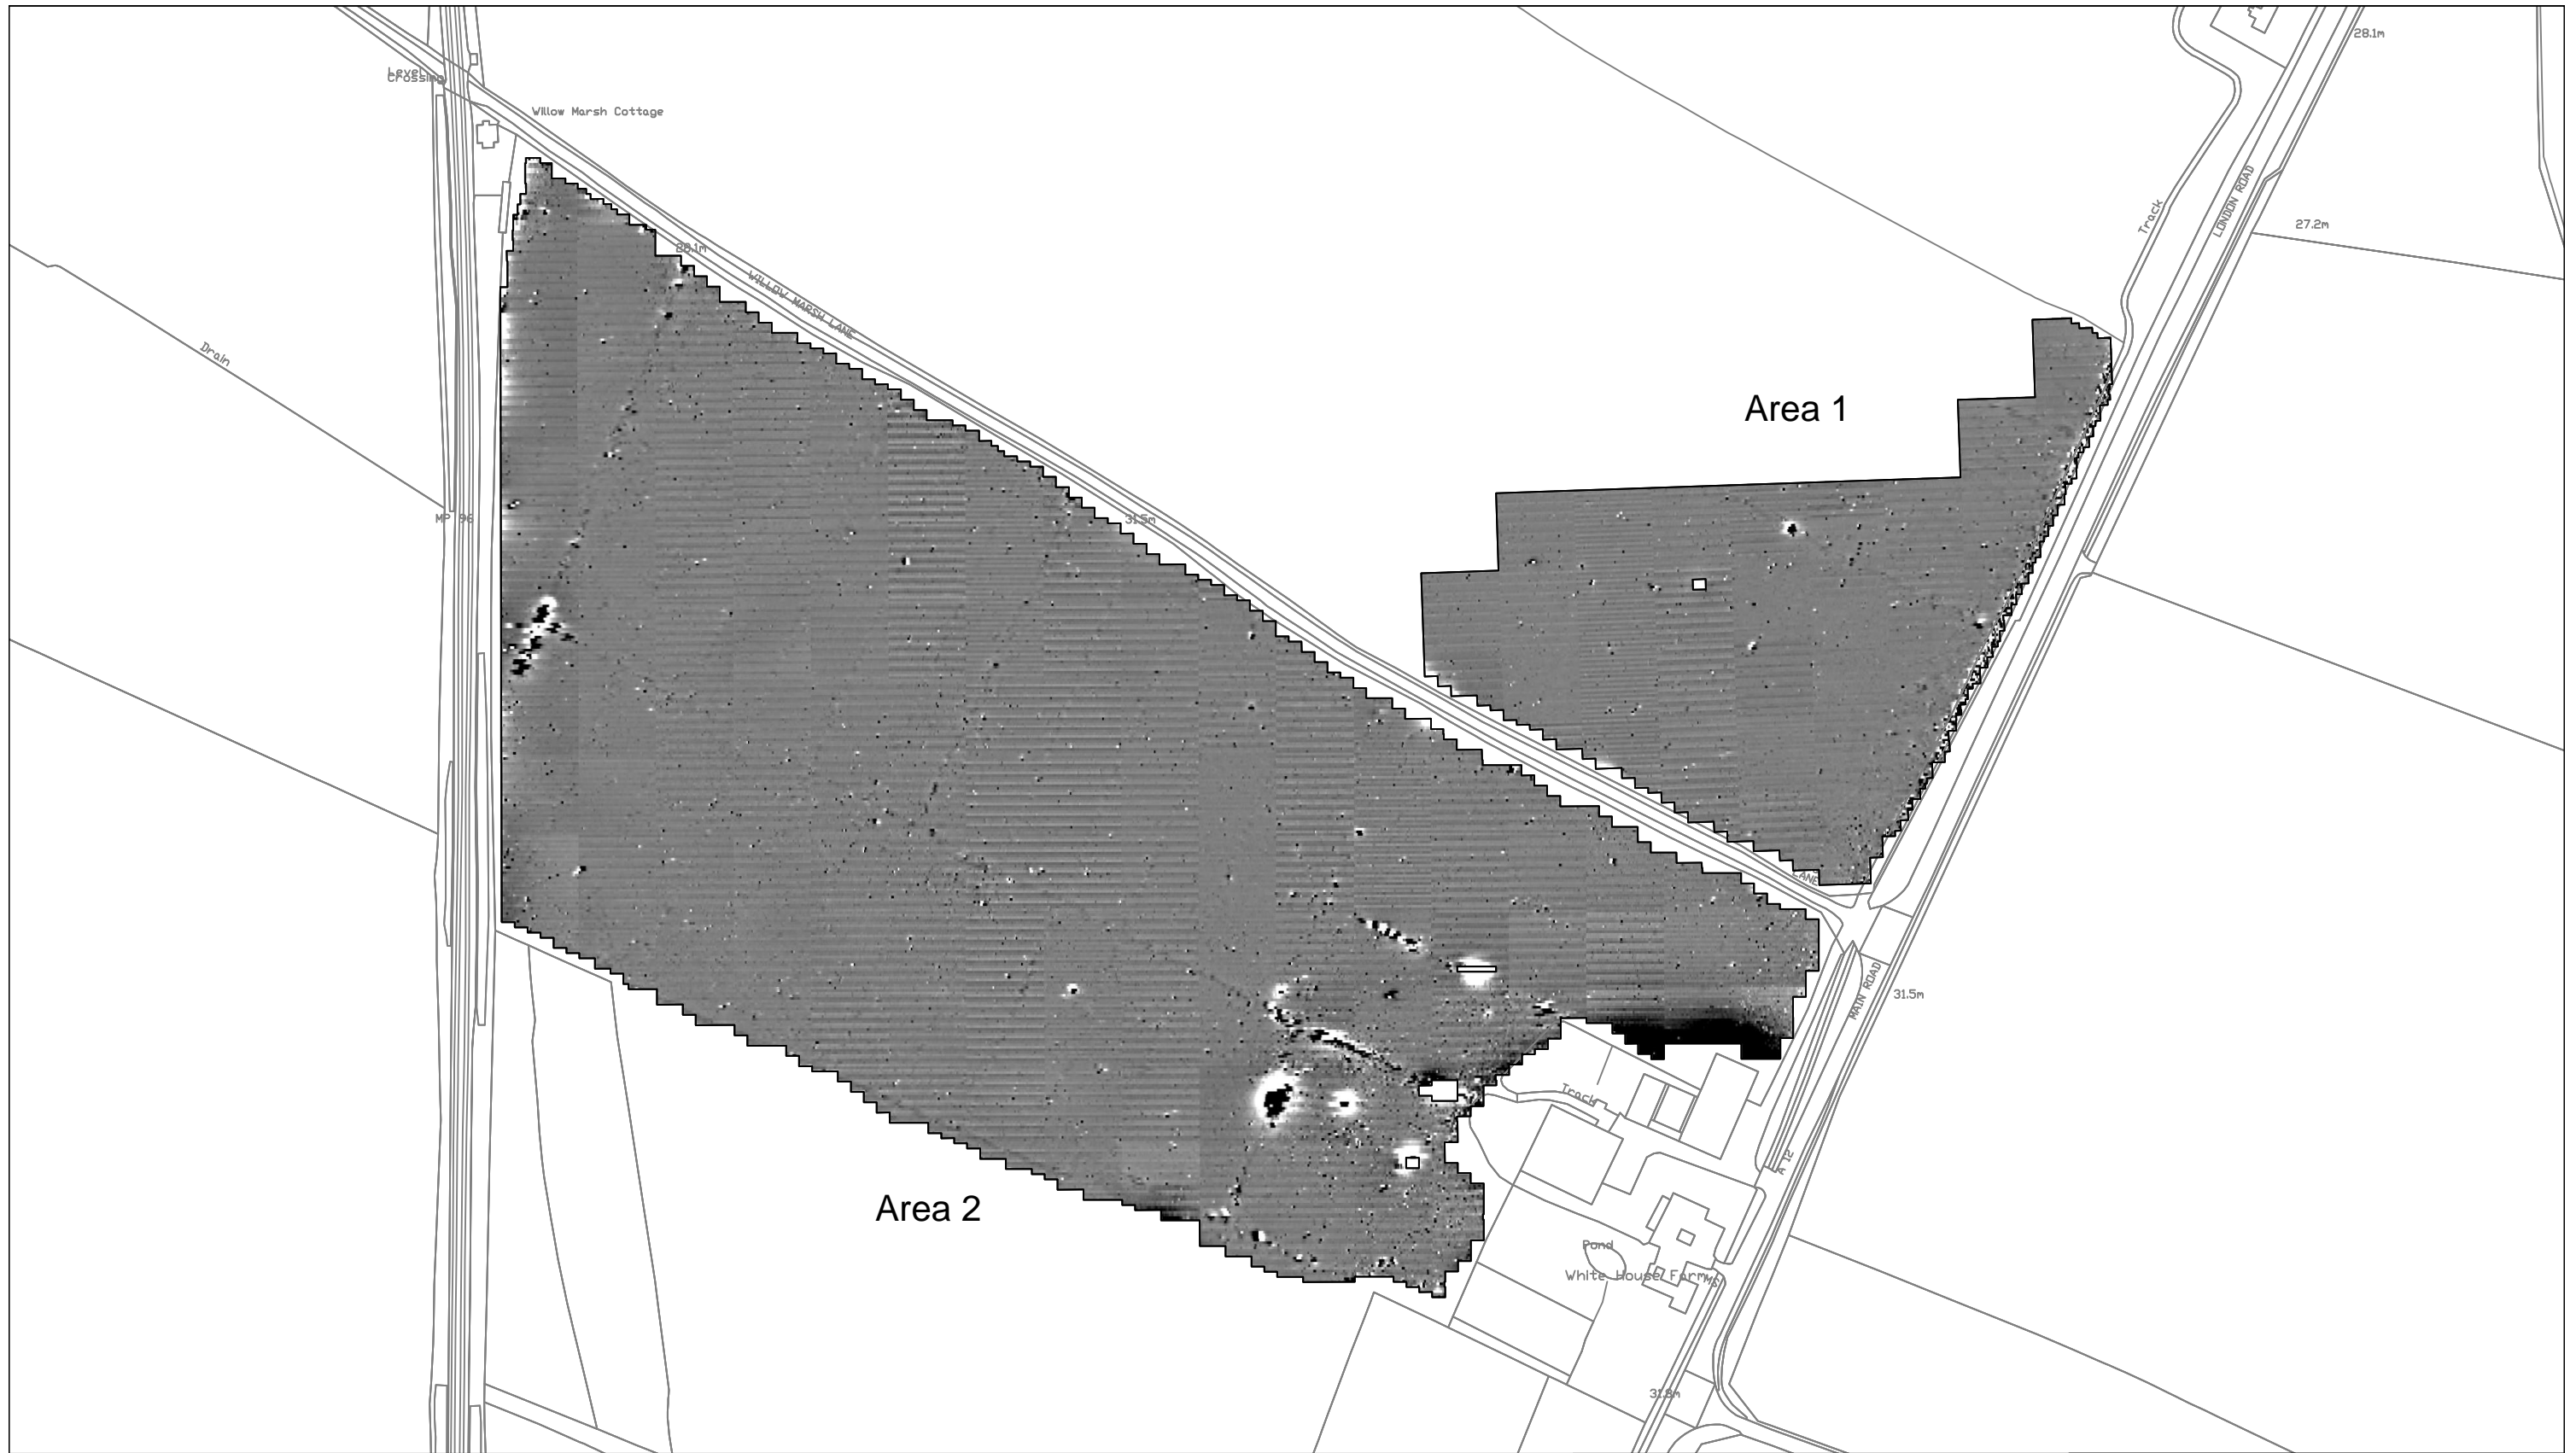 28.1m
Level
Crossing
Willow Marsh Cottage
Track
LONDON ROAD
27.2m
28.1m
WILLOW MARSH LANE
Drain
Area 1
MP 96
31.5m
LANE
MAIN ROAD
31.5m
Track
A 12
Area 2
Pond
White House Farm
31.8m